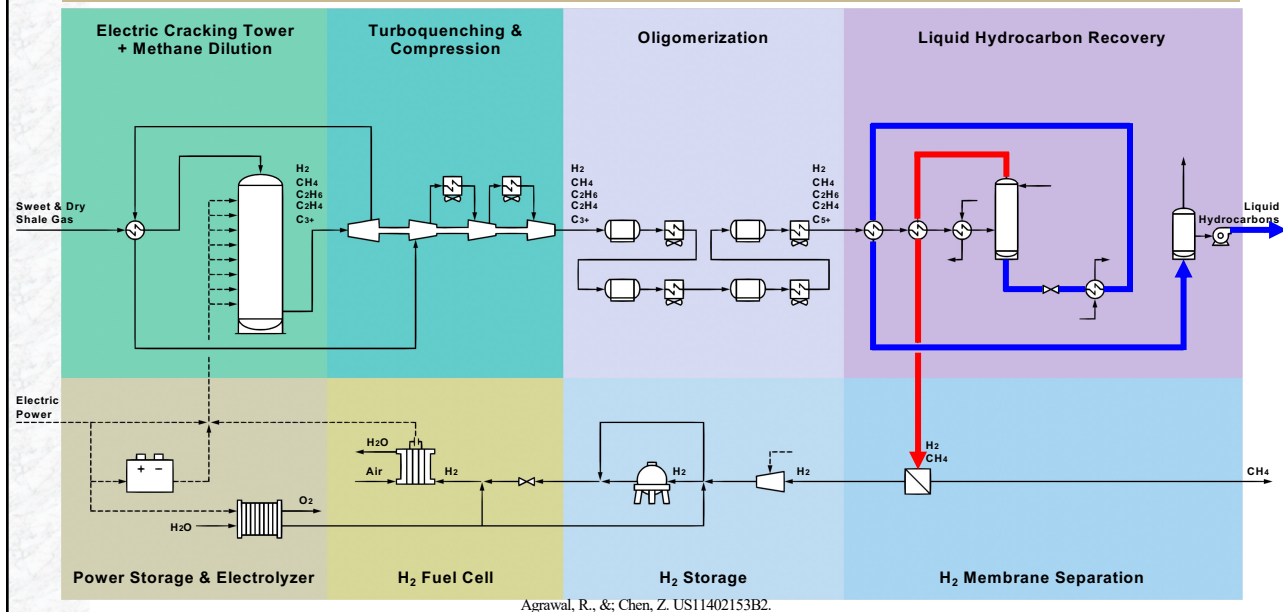 Electric Cracking Tower
+ Methane Dilution
Turboquenching &
Compression
Oligomerization
Liquid Hydrocarbon Recovery
Sweet & Dry
Shale Gas
H2
CH4
C2H6
C2H4
C3+
H2
CH4
C2H6
C2H4
C3+
H2
CH4
C2H6
C2H4
C5+
Liquid
Hydrocarbons
Electric
Power
+ −
H2O
O2
H2O
Air
H2
H2
H2
H2
CH4
CH4
Power Storage & Electrolyzer
H2 Fuel Cell
H2 Storage
H2 Membrane Separation
Agrawal, R., &; Chen, Z. US11402153B2.